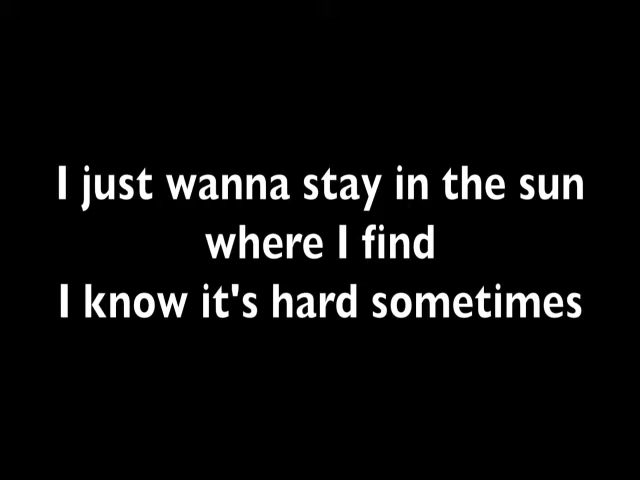 I just wanna stay in the sun
where I find
I know it's hard sometimes